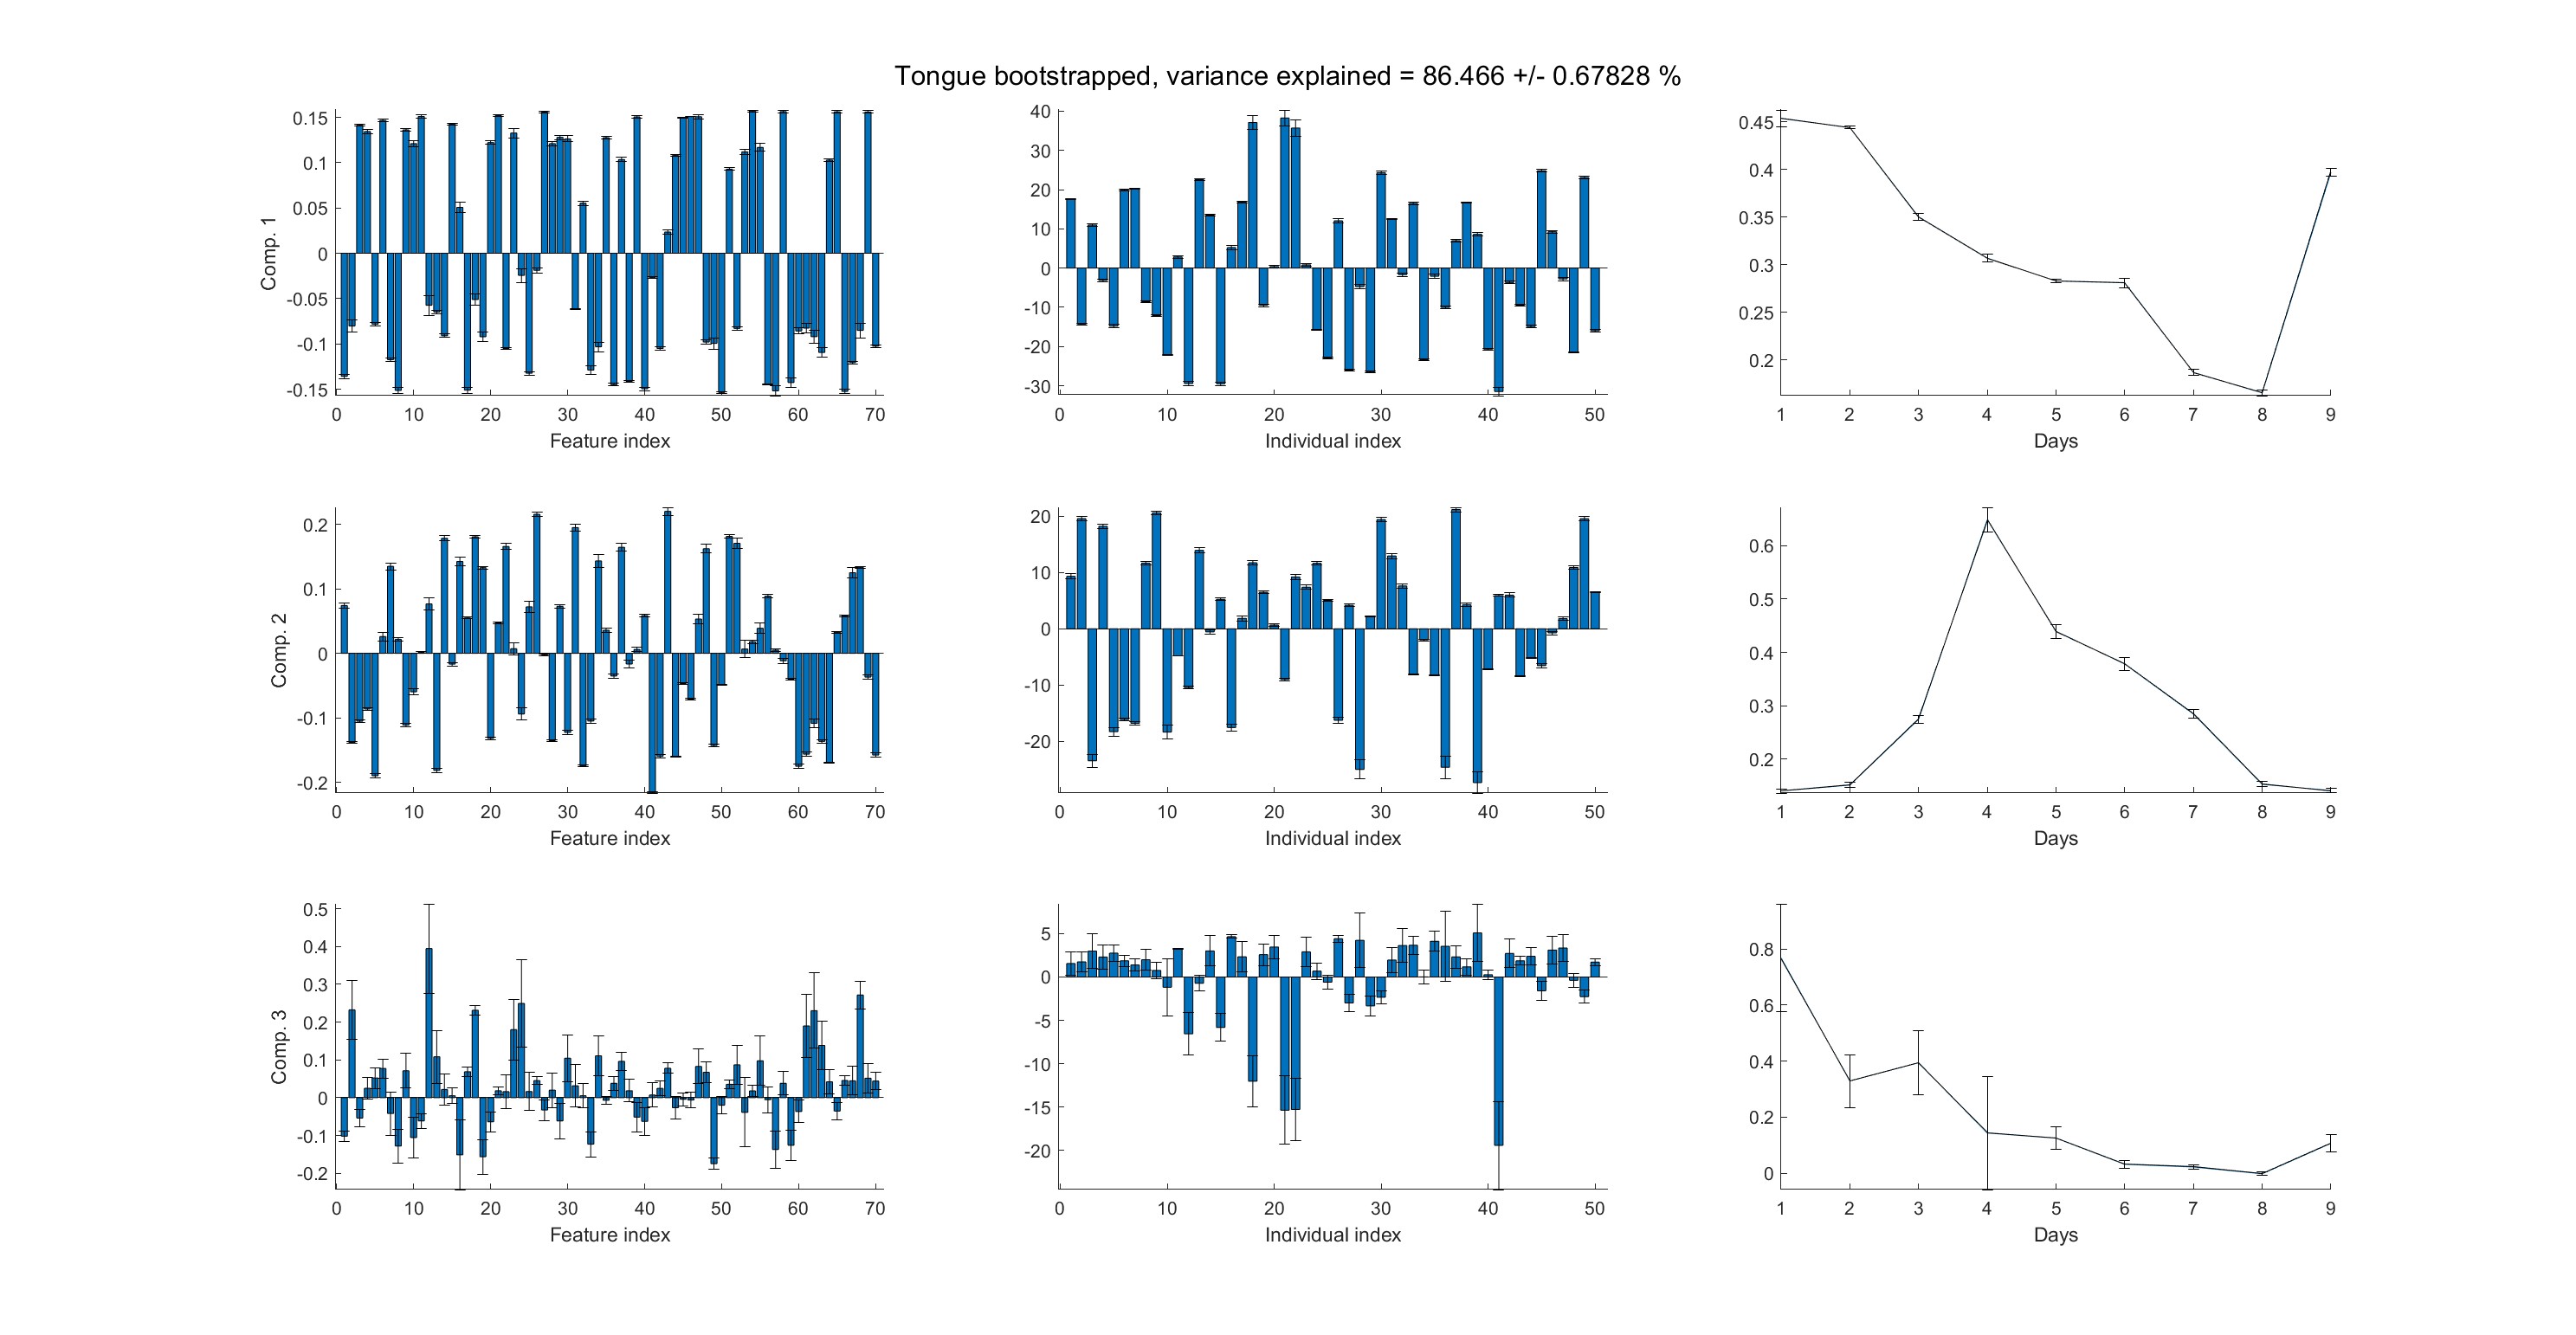 Tongue bootstrapped, variance explained = 86.466 +/- 0.67828 %
Comp. 1
0.15
0.1
0.05
0
-0.05
-0.1
-0.15
0 10 20 30 40 50 60 70
Feature index
40
30
20
10
0
-10
-20
-30
0 10 20 30 40 50
Individual index
0.45
0.4
0.35
0.3
0.25
0.2
1 2 3 4 5 6 7 8 9
Days
Comp. 2
0.2
0.1
0
-0.1
-0.2
0 10 20 30 40 50 60 70
Feature index
20
10
0
-10
-20
0 10 20 30 40 50
Individual index
0.6
0.5
0.4
0.3
0.2
1 2 3 4 5 6 7 8 9
Days
Comp. 3
0.5
0.4
0.3
0.2
0.1
0
-0.1
-0.2
0 10 20 30 40 50 60 70
Feature index
5
0
-5
-10
-15
-20
0 10 20 30 40 50
Individual index
0.8
0.6
0.4
0.2
0
1 2 3 4 5 6 7 8 9
Days